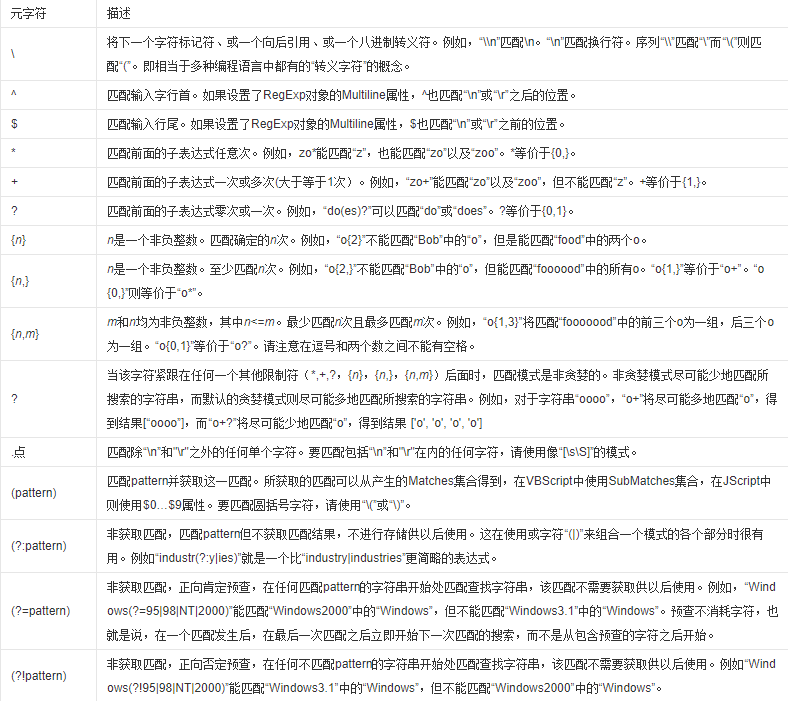 元字符 描述
\ 将下一个字符标记符、或一个向后引用、或一个八进制转义符。例如，“\\n”匹配\n。“\n”匹配换行符。序列“\\”匹配“\”而“\(”则匹
配“(”。即相当于多种编程语言中都有的“转义字符”的概念。
^ 匹配输入字行首。如果设置了RegExp对象的Multiline属性，^也匹配“\n”或“\r”之后的位置。
$ 匹配输入行尾。如果设置了RegExp对象的Multiline属性，$也匹配“\n”或“\r”之前的位置。
* 匹配前面的子表达式任意次。例如，zo*能匹配“z”，也能匹配“zo”以及“zoo”。*等价于{0,}。
+ 匹配前面的子表达式一次或多次(大于等于1次）。例如，“zo+”能匹配“zo”以及“zoo”，但不能匹配“z”。+等价于{1,}。
? 匹配前面的子表达式零次或一次。例如，“do(es)?”可以匹配“do”或“does”。?等价于{0,1}。
{n} n是一个非负整数。匹配确定的n次。例如，“o{2}”不能匹配“Bob”中的“o”，但是能匹配“food”中的两个o。
{n,} n是一个非负整数。至少匹配n次。例如，“o{2,}”不能匹配“Bob”中的“o”，但能匹配“foooood”中的所有o。“o{1,}”等价于“o+”。“o
{0,}”则等价于“o*”。
{n,m} m和n均为非负整数，其中n<=m。最少匹配n次且最多匹配m次。例如，“o{1,3}”将匹配“fooooood”中的前三个o为一组，后三个o
为一组。“o{0,1}”等价于“o?”。请注意在逗号和两个数之间不能有空格。
? 当该字符紧跟在任何一个其他限制符（*,+,?，{n}，{n,}，{n,m}）后面时，匹配模式是非贪婪的。非贪婪模式尽可能少地匹配所
搜索的字符串，而默认的贪婪模式则尽可能多地匹配所搜索的字符串。例如，对于字符串“oooo”，“o+”将尽可能多地匹配“o”，得
到结果[“oooo”]，而“o+?”将尽可能少地匹配“o”，得到结果 ['o', 'o', 'o', 'o']
.点 匹配除“\n”和"\r"之外的任何单个字符。要匹配包括“\n”和"\r"在内的任何字符，请使用像“[\s\S]”的模式。
(pattern) 匹配pattern并获取这一匹配。所获取的匹配可以从产生的Matches集合得到，在VBScript中使用SubMatches集合，在JScript中
则使用$0…$9属性。要匹配圆括号字符，请使用“\(”或“\)”。
(?:pattern) 非获取匹配，匹配pattern但不获取匹配结果，不进行存储供以后使用。这在使用或字符“(|)”来组合一个模式的各个部分时很有
用。例如“industr(?:y|ies)”就是一个比“industry|industries”更简略的表达式。
(?=pattern) 非获取匹配，正向肯定预查，在任何匹配pattern的字符串开始处匹配查找字符串，该匹配不需要获取供以后使用。例如，“Wind
ows(?=95|98|NT|2000)”能匹配“Windows2000”中的“Windows”，但不能匹配“Windows3.1”中的“Windows”。预查不消耗字符，也
就是说，在一个匹配发生后，在最后一次匹配之后立即开始下一次匹配的搜索，而不是从包含预查的字符之后开始。
(?!pattern) 非获取匹配，正向否定预查，在任何不匹配pattern的字符串开始处匹配查找字符串，该匹配不需要获取供以后使用。例如“Wind
ows(?!95|98|NT|2000)”能匹配“Windows3.1”中的“Windows”，但不能匹配“Windows2000”中的“Windows”。